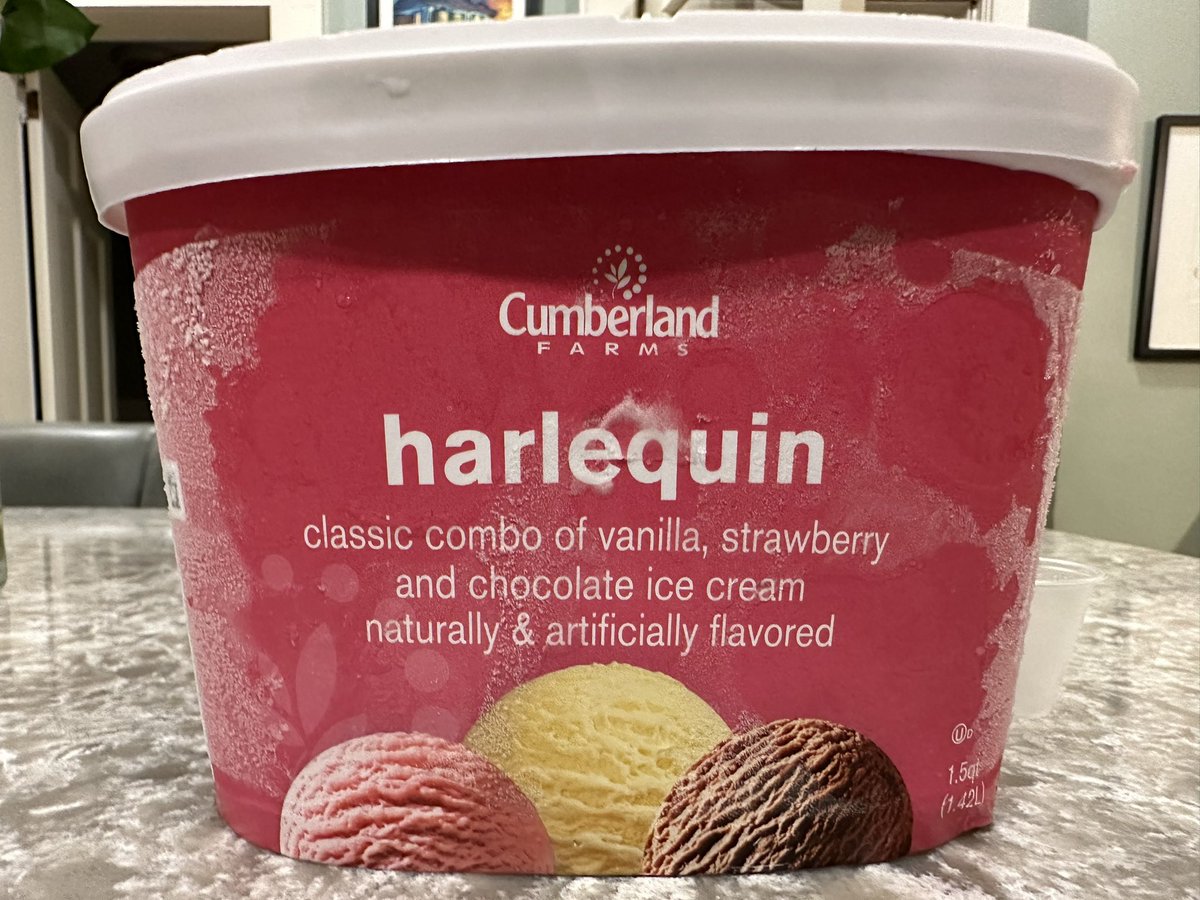 Cumberland
FARMS
harlequin
classic combo of vanilla, strawberry
and chocolate ice cream
naturally & artificially flavored
UD
1.5qt
(1.42L)